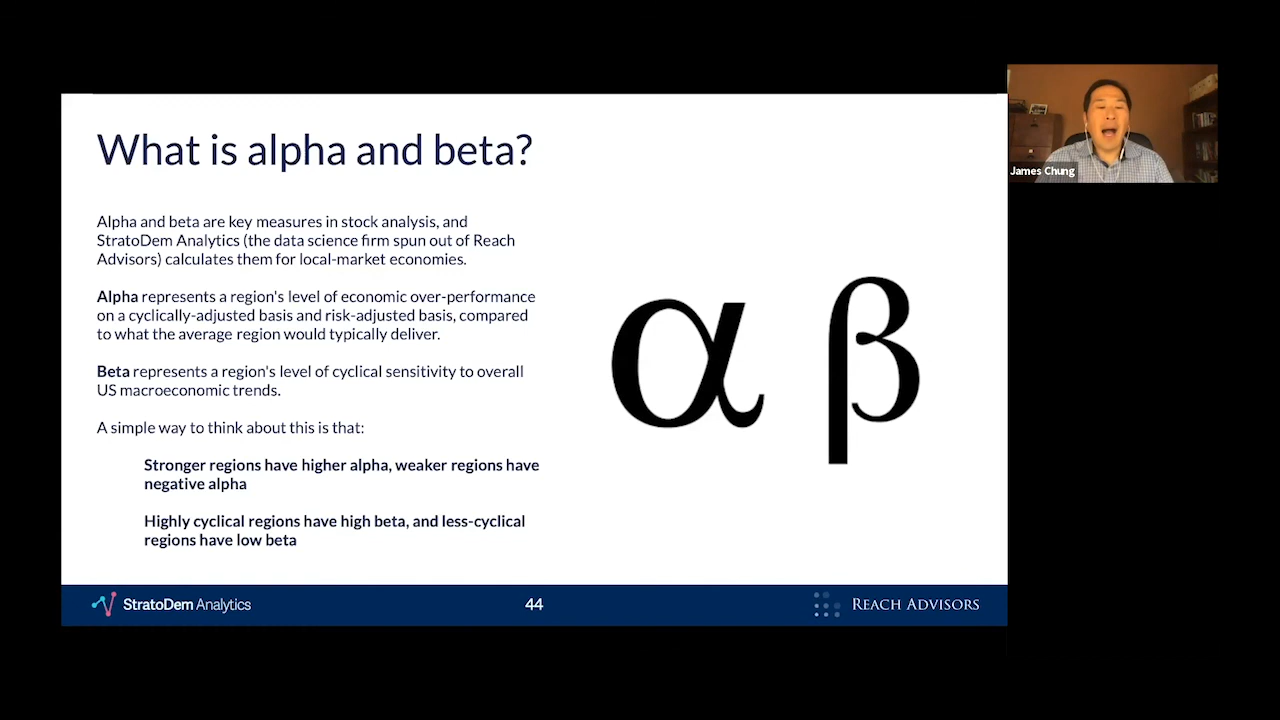 What is alpha and beta?
Alpha and beta are key measures in stock analysis, and
StratoDem Analytics (the data science firm spun out of Reach
Advisors) calculates them for local-market economies.
Alpha represents a region's level of economic over-performance
on a cyclically-adjusted basis and risk-adjusted basis, compared
to what the average region would typically deliver.
Beta represents a region's level of cyclical sensitivity to overall
US macroeconomic trends.
A simple way to think about this is that:
Stronger regions have higher alpha, weaker regions have
negative alpha
Highly cyclical regions have high beta, and less-cyclical
regions have low beta
α β
StratoDem Analytics
44
REACH ADVISORS
James Chung